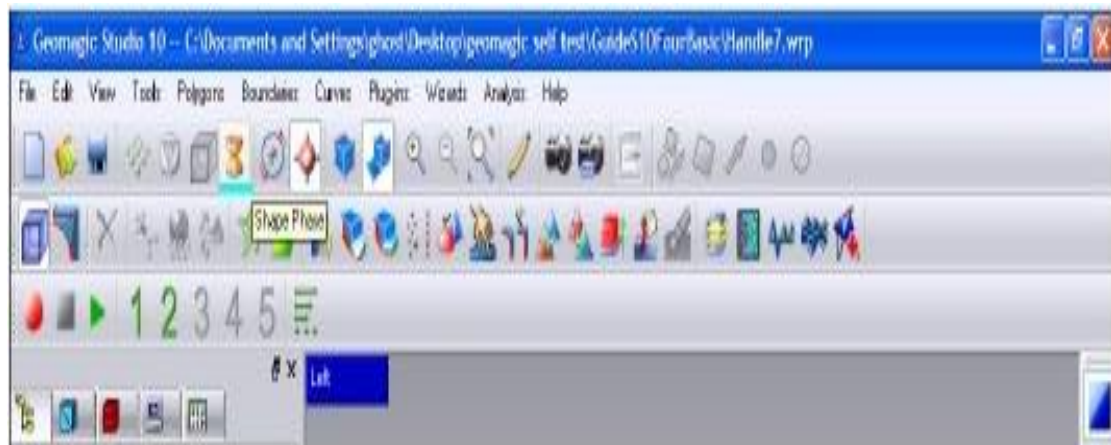 Geomagic Studio 10 -- C:\Documents and Settings\ghost\Desktop\geomagic self test\GuideS10FourBasic\Handle7.wrp
File Edit View Tools Polygons Boundaries Curves Plugins Wizards Analysis Help
Shape Phase
1 2 3 4 5
Left